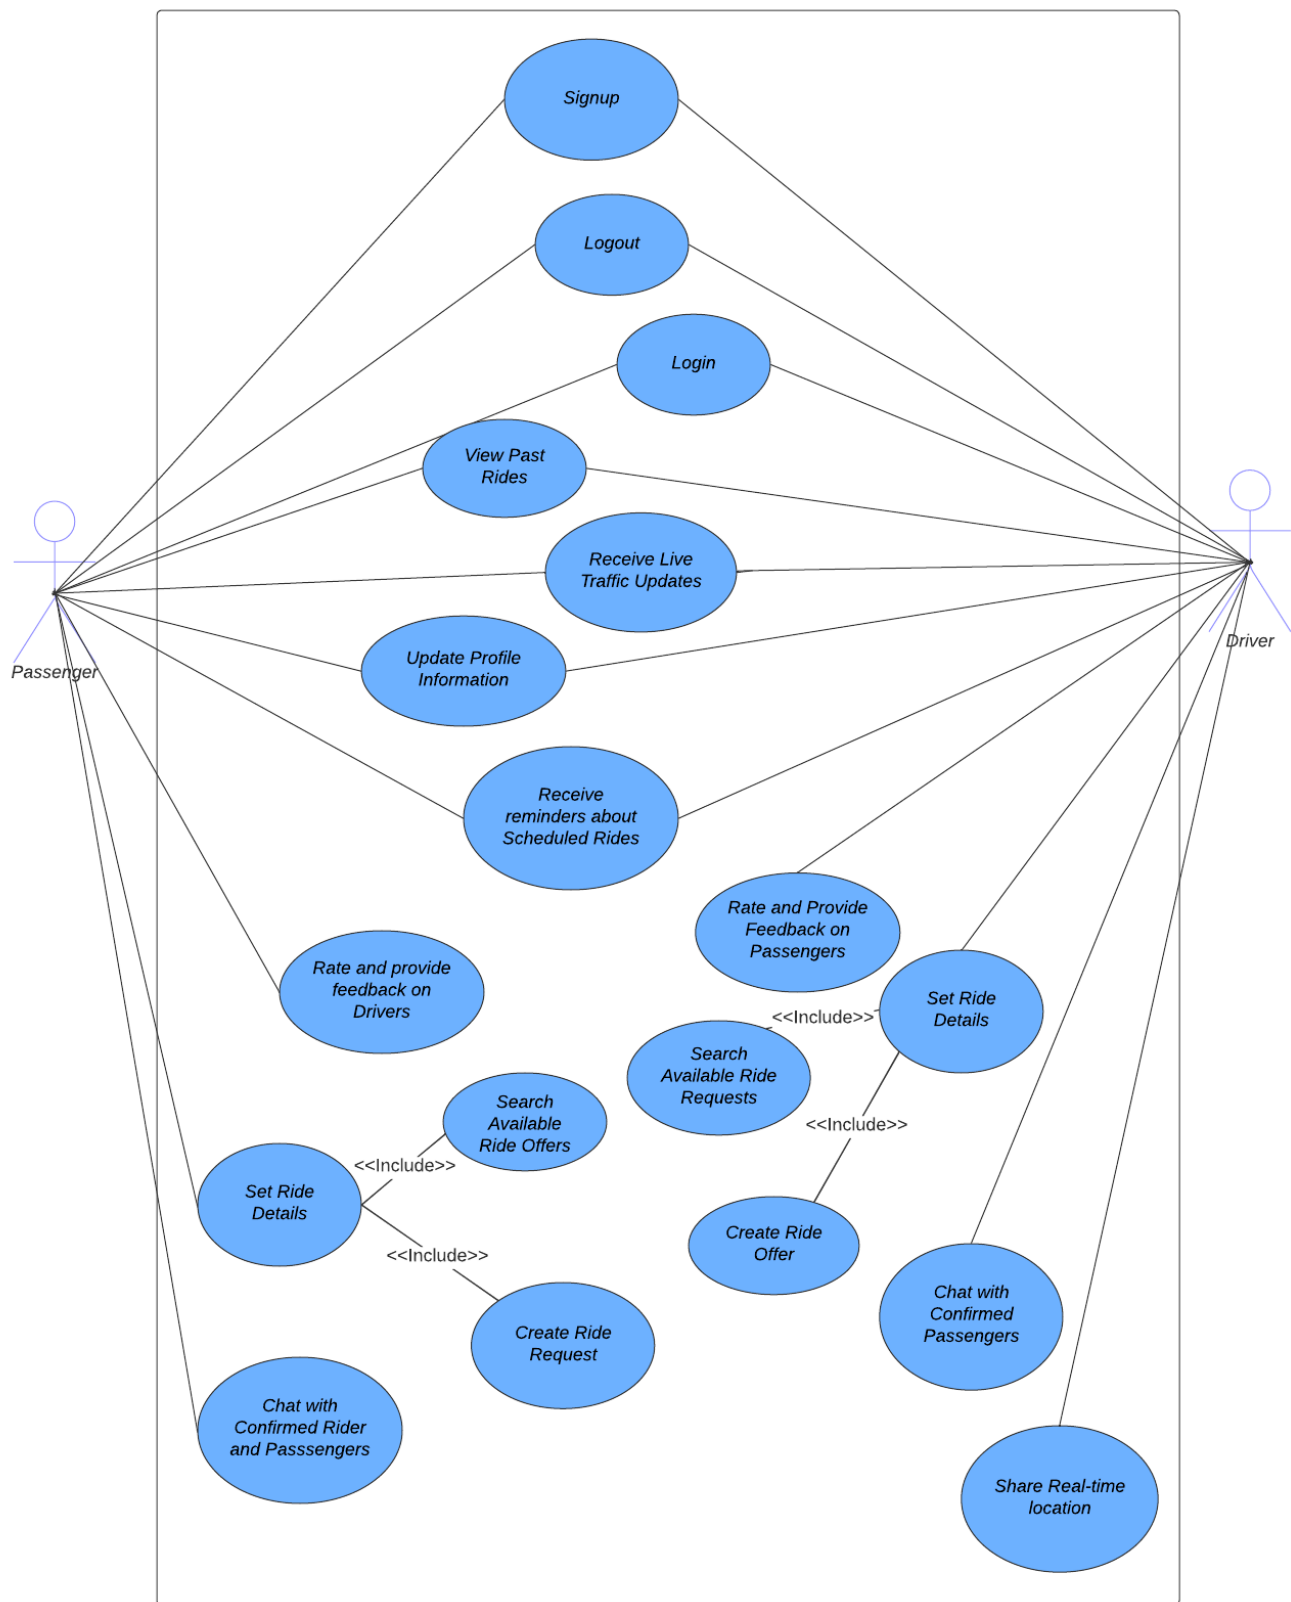 Signup
Logout
Login
View Past
Rides
Receive Live
Traffic Updates
Update Profile
Information
Passenger
Driver
Receive
reminders about
Scheduled Rides
Rate and Provide
Feedback on
Passengers
Rate and provide
feedback on
Drivers
Set Ride
Details
<<Include>>
Search
Available Ride
Requests
<<Include>>
Search
Available
Ride Offers
<<Include>>
Set Ride
Details
<<Include>>
Create Ride
Offer
Create Ride
Request
Chat with
Confirmed
Passengers
Chat with
Confirmed Rider
and Passsengers
Share Real-time
location